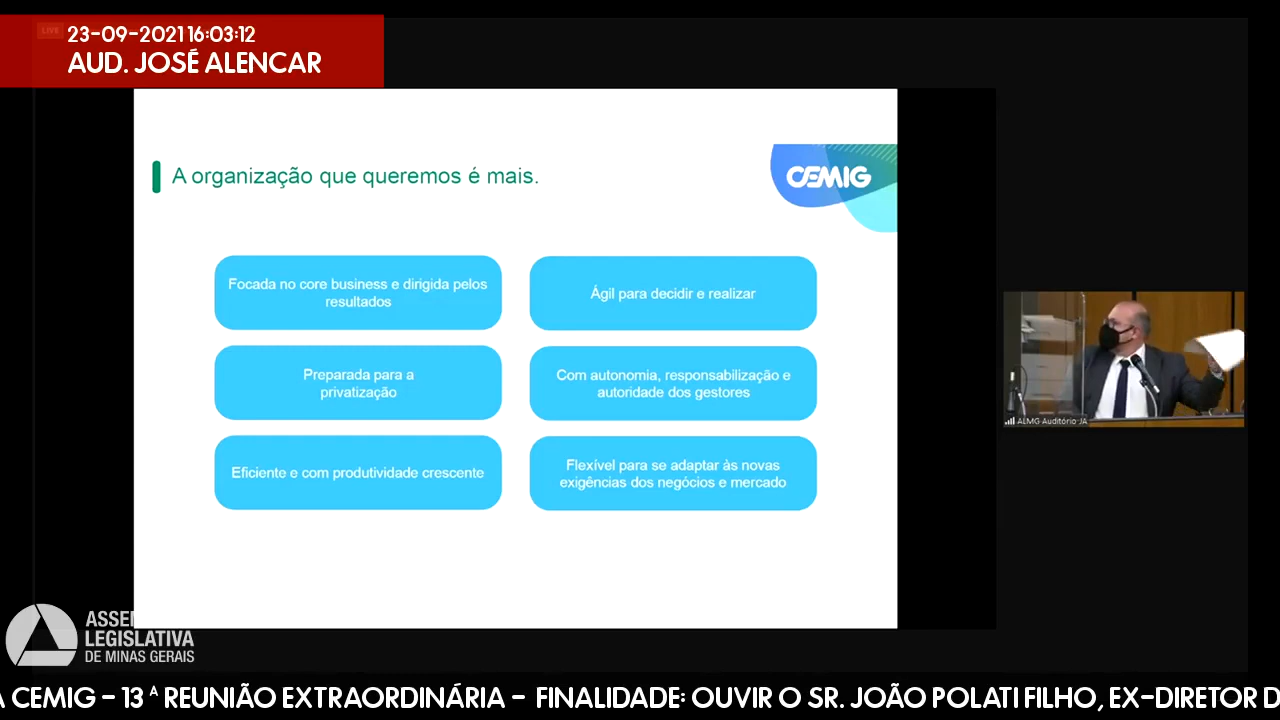 LIVE
23-09-2021 16:03:12
AUD. JOSÉ ALENCAR
A organização que queremos é mais.
CEMIG
Focada no core business e dirigida pelos
resultados
Ágil para decidir e realizar
Preparada para a
privatização
Com autonomia, responsabilização e
autoridade dos gestores
Eficiente e com produtividade crescente
Flexível para se adaptar às novas
exigências dos negócios e mercado
ALMG Auditório JA
ASSE
LEGISLATIVA
DE MINAS GERAIS
A CEMIG - 13 ª REUNIÃO EXTRAORDINÁRIA - FINALIDADE: OUVIR O SR. JOÃO POLATI FILHO, EX-DIRETOR D